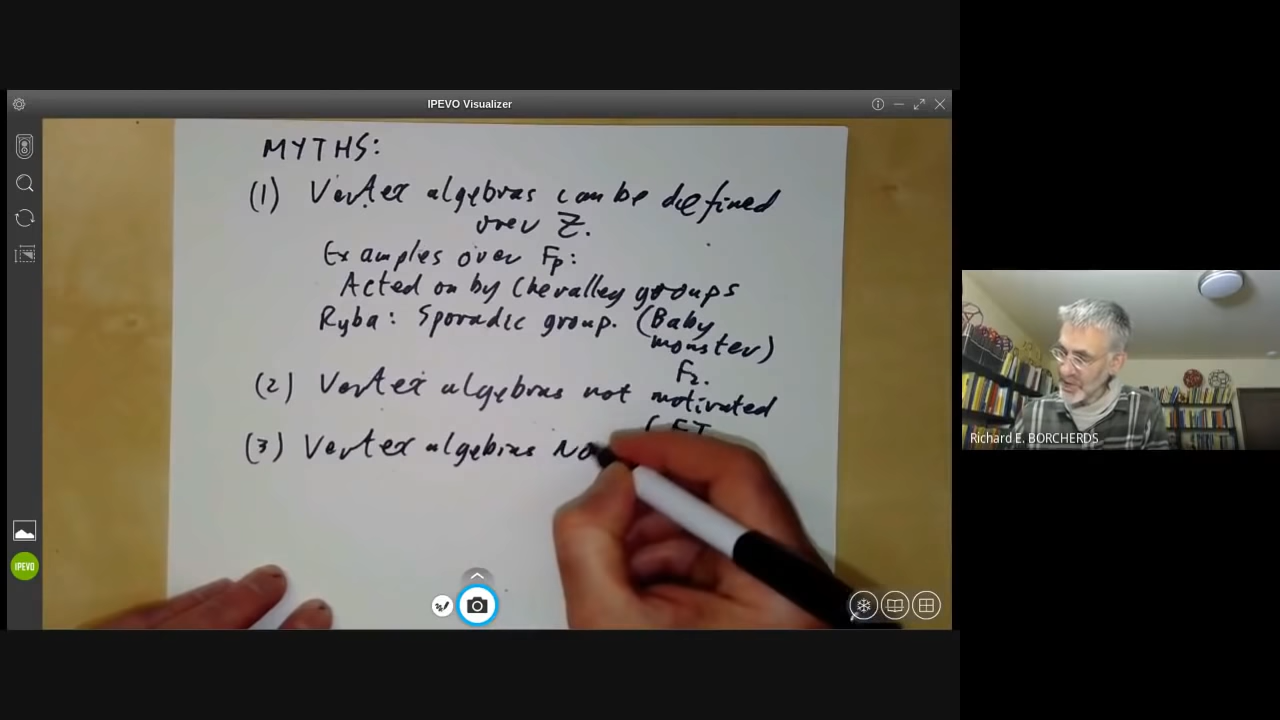 IPEVO Visualizer
MYTHS:
(1) Vertex algebras can be defined
over Z.
Examples over Fp:
Acted on by Chevalley groups
Ryba: Sporadic group. (Baby
monster)
F2.
(2) Vertex algebras not motivated
(3) Vertex algebras No
IPEVO
Richard E. BORCHERDS